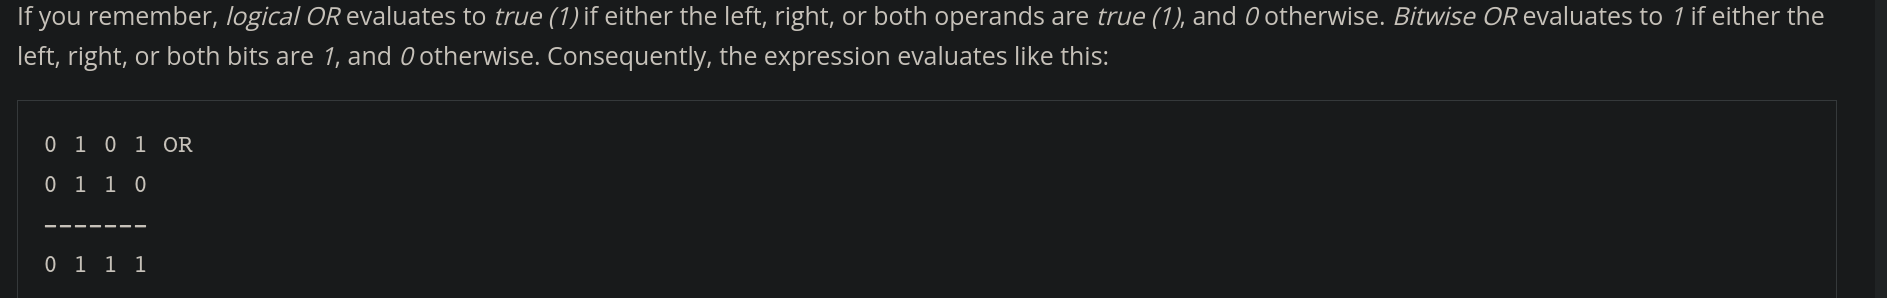 If you remember, logical OR evaluates to true (1) if either the left, right, or both operands are true (1), and 0 otherwise. Bitwise OR evaluates to 1 if either the
left, right, or both bits are 1, and 0 otherwise. Consequently, the expression evaluates like this:
0 1 0 1 OR
0 1 1 0
-------
0 1 1 1